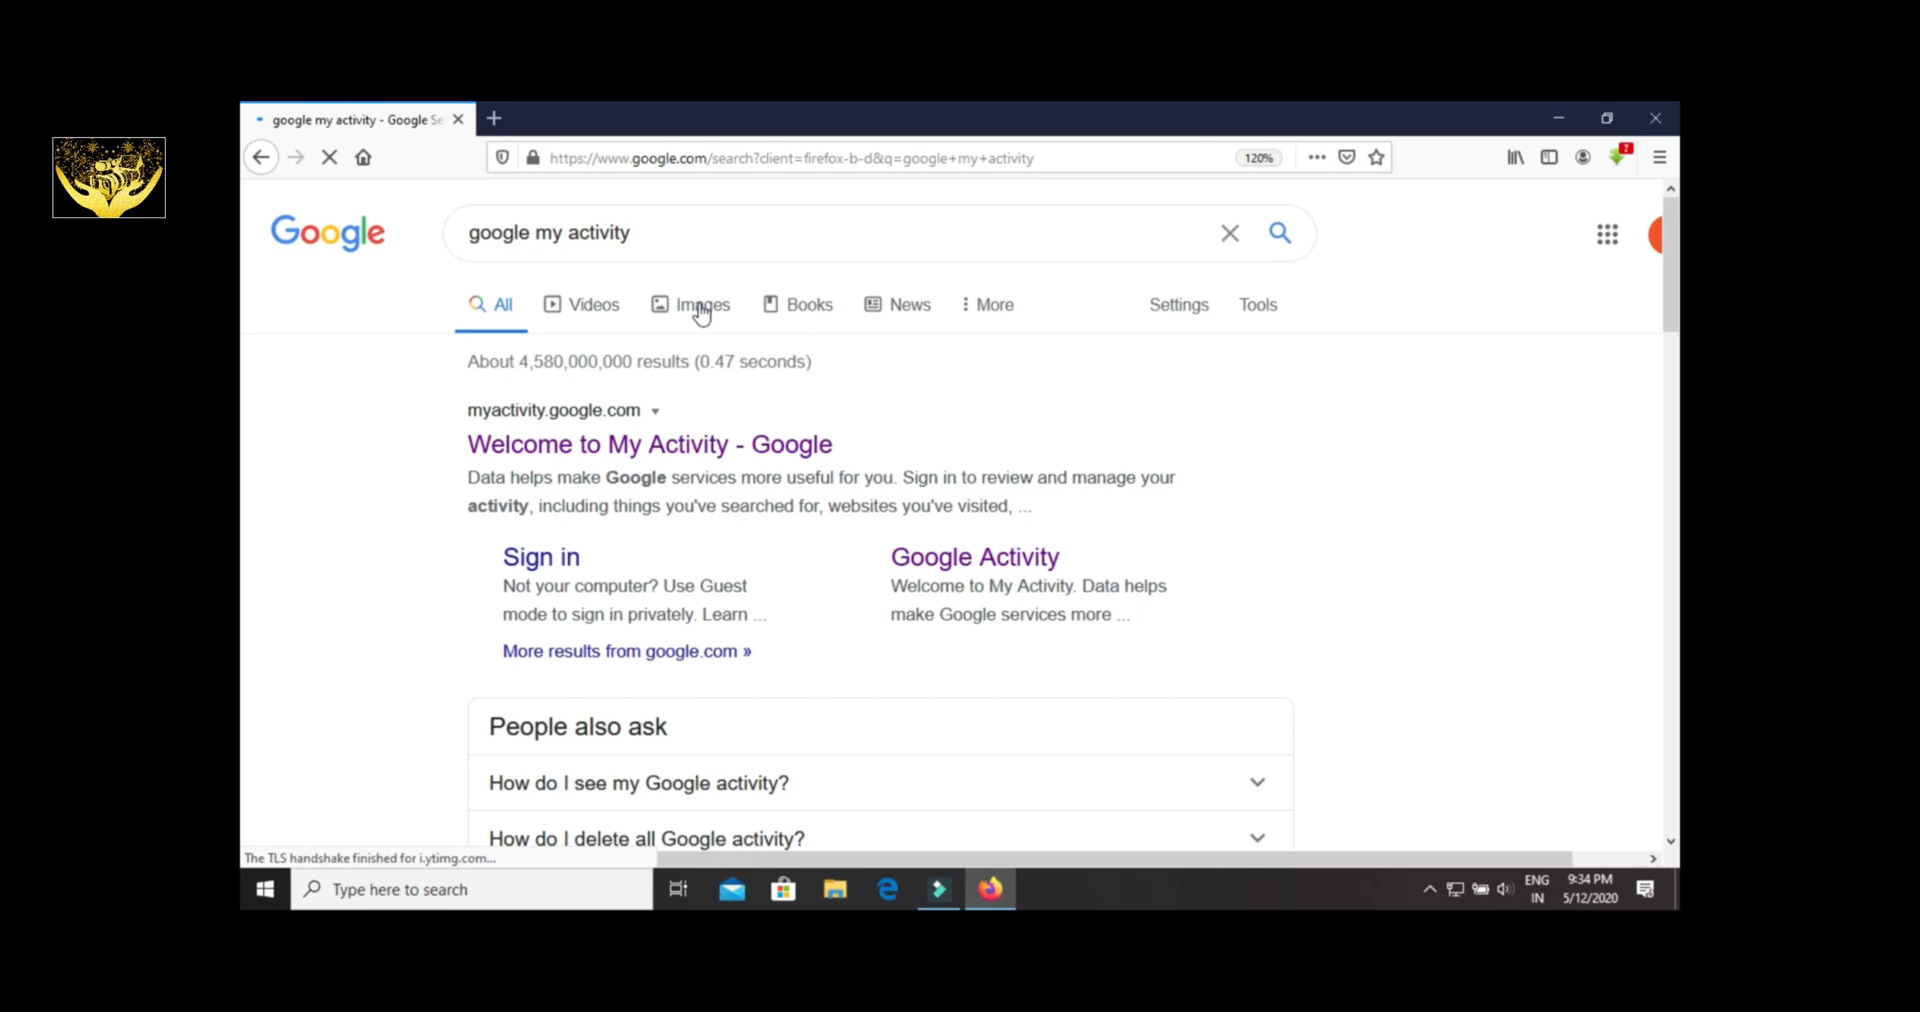 google my activity - Google Se
https://www.google.com/search?client=firefox-b-d&q=google+my+activity
120%
Google
google my activity
All
Videos
Images
Books
News
More
Settings
Tools
About 4,580,000,000 results (0.47 seconds)
myactivity.google.com
Welcome to My Activity - Google
Data helps make Google services more useful for you. Sign in to review and manage your
activity, including things you've searched for, websites you've visited, ...
Sign in
Google Activity
Not your computer? Use Guest
mode to sign in privately. Learn ...
Welcome to My Activity. Data helps
make Google services more ...
More results from google.com »
People also ask
How do I see my Google activity?
How do I delete all Google activity?
The TLS handshake finished for i.ytimg.com...
Type here to search
ENG
IN
9:34 PM
5/12/2020